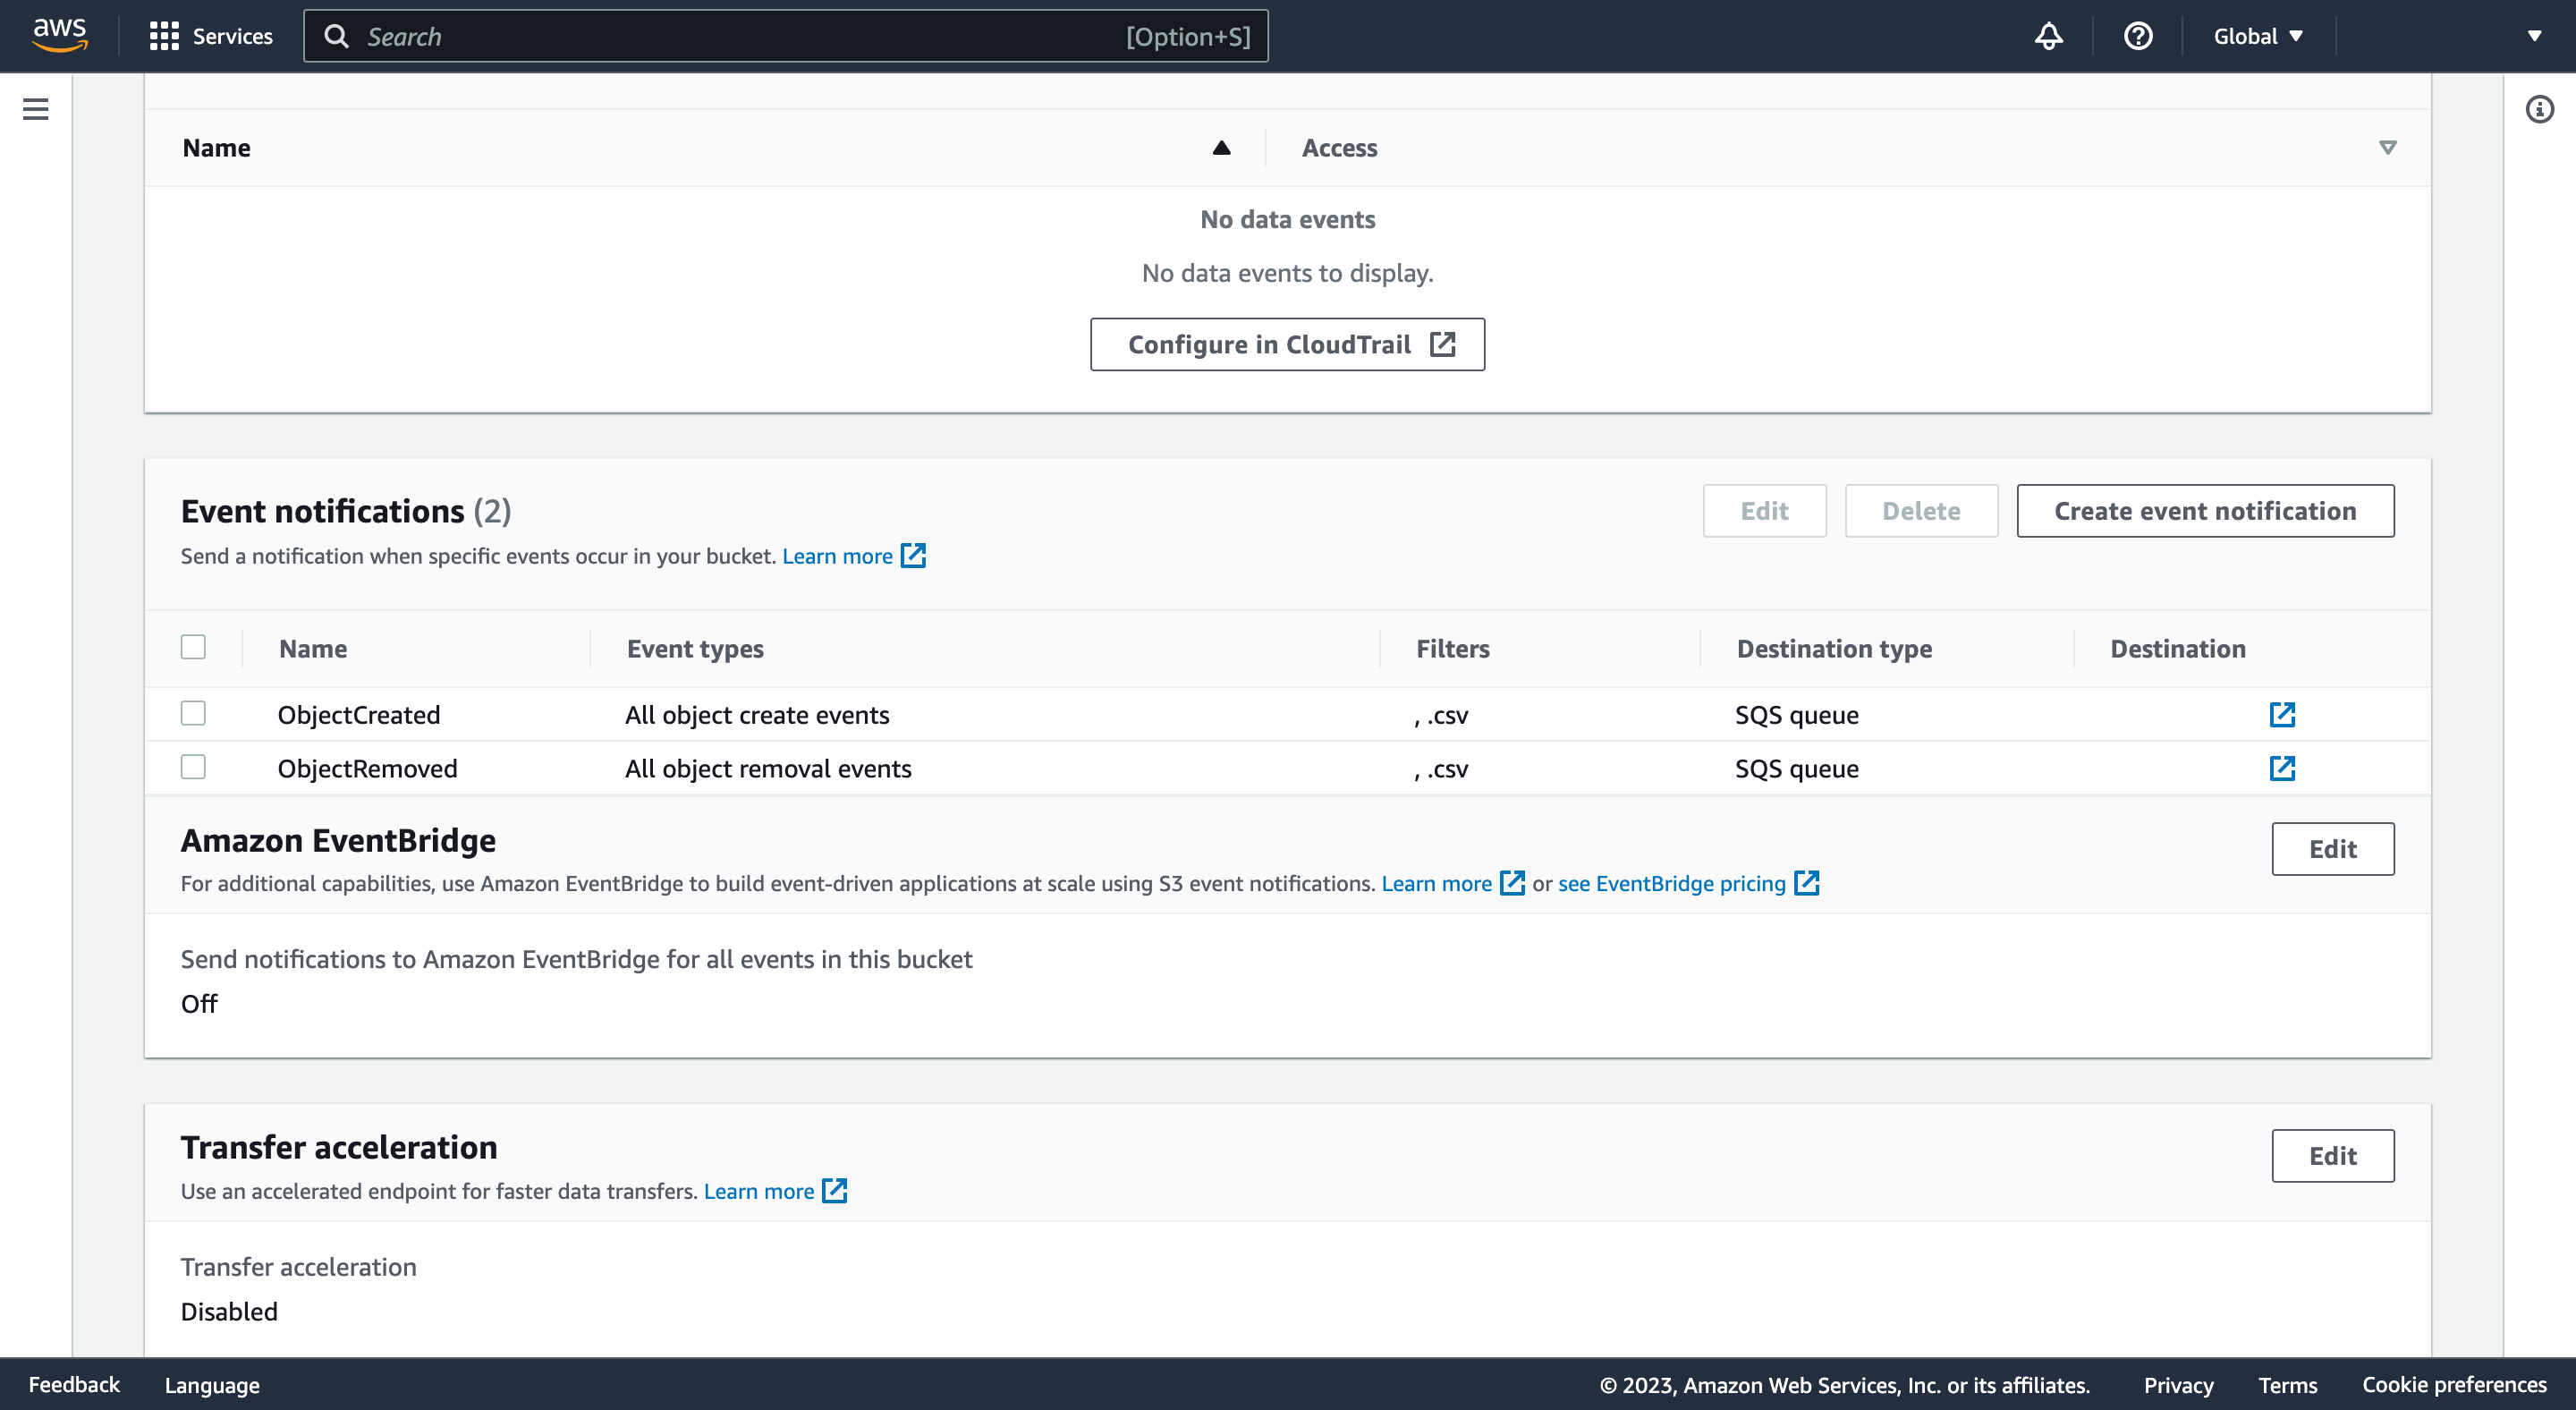 aws Services Search [Option+S] Global
Name Access
No data events
No data events to display.
Configure in CloudTrail
Event notifications (2) Edit Delete Create event notification
Send a notification when specific events occur in your bucket. Learn more
Name Event types Filters Destination type Destination
ObjectCreated All object create events , .csv SQS queue
ObjectRemoved All object removal events , .csv SQS queue
Amazon EventBridge Edit
For additional capabilities, use Amazon EventBridge to build event-driven applications at scale using S3 event notifications. Learn more or see EventBridge pricing
Send notifications to Amazon EventBridge for all events in this bucket
Off
Transfer acceleration Edit
Use an accelerated endpoint for faster data transfers. Learn more
Transfer acceleration
Disabled
Feedback Language © 2023, Amazon Web Services, Inc. or its affiliates. Privacy Terms Cookie preferences